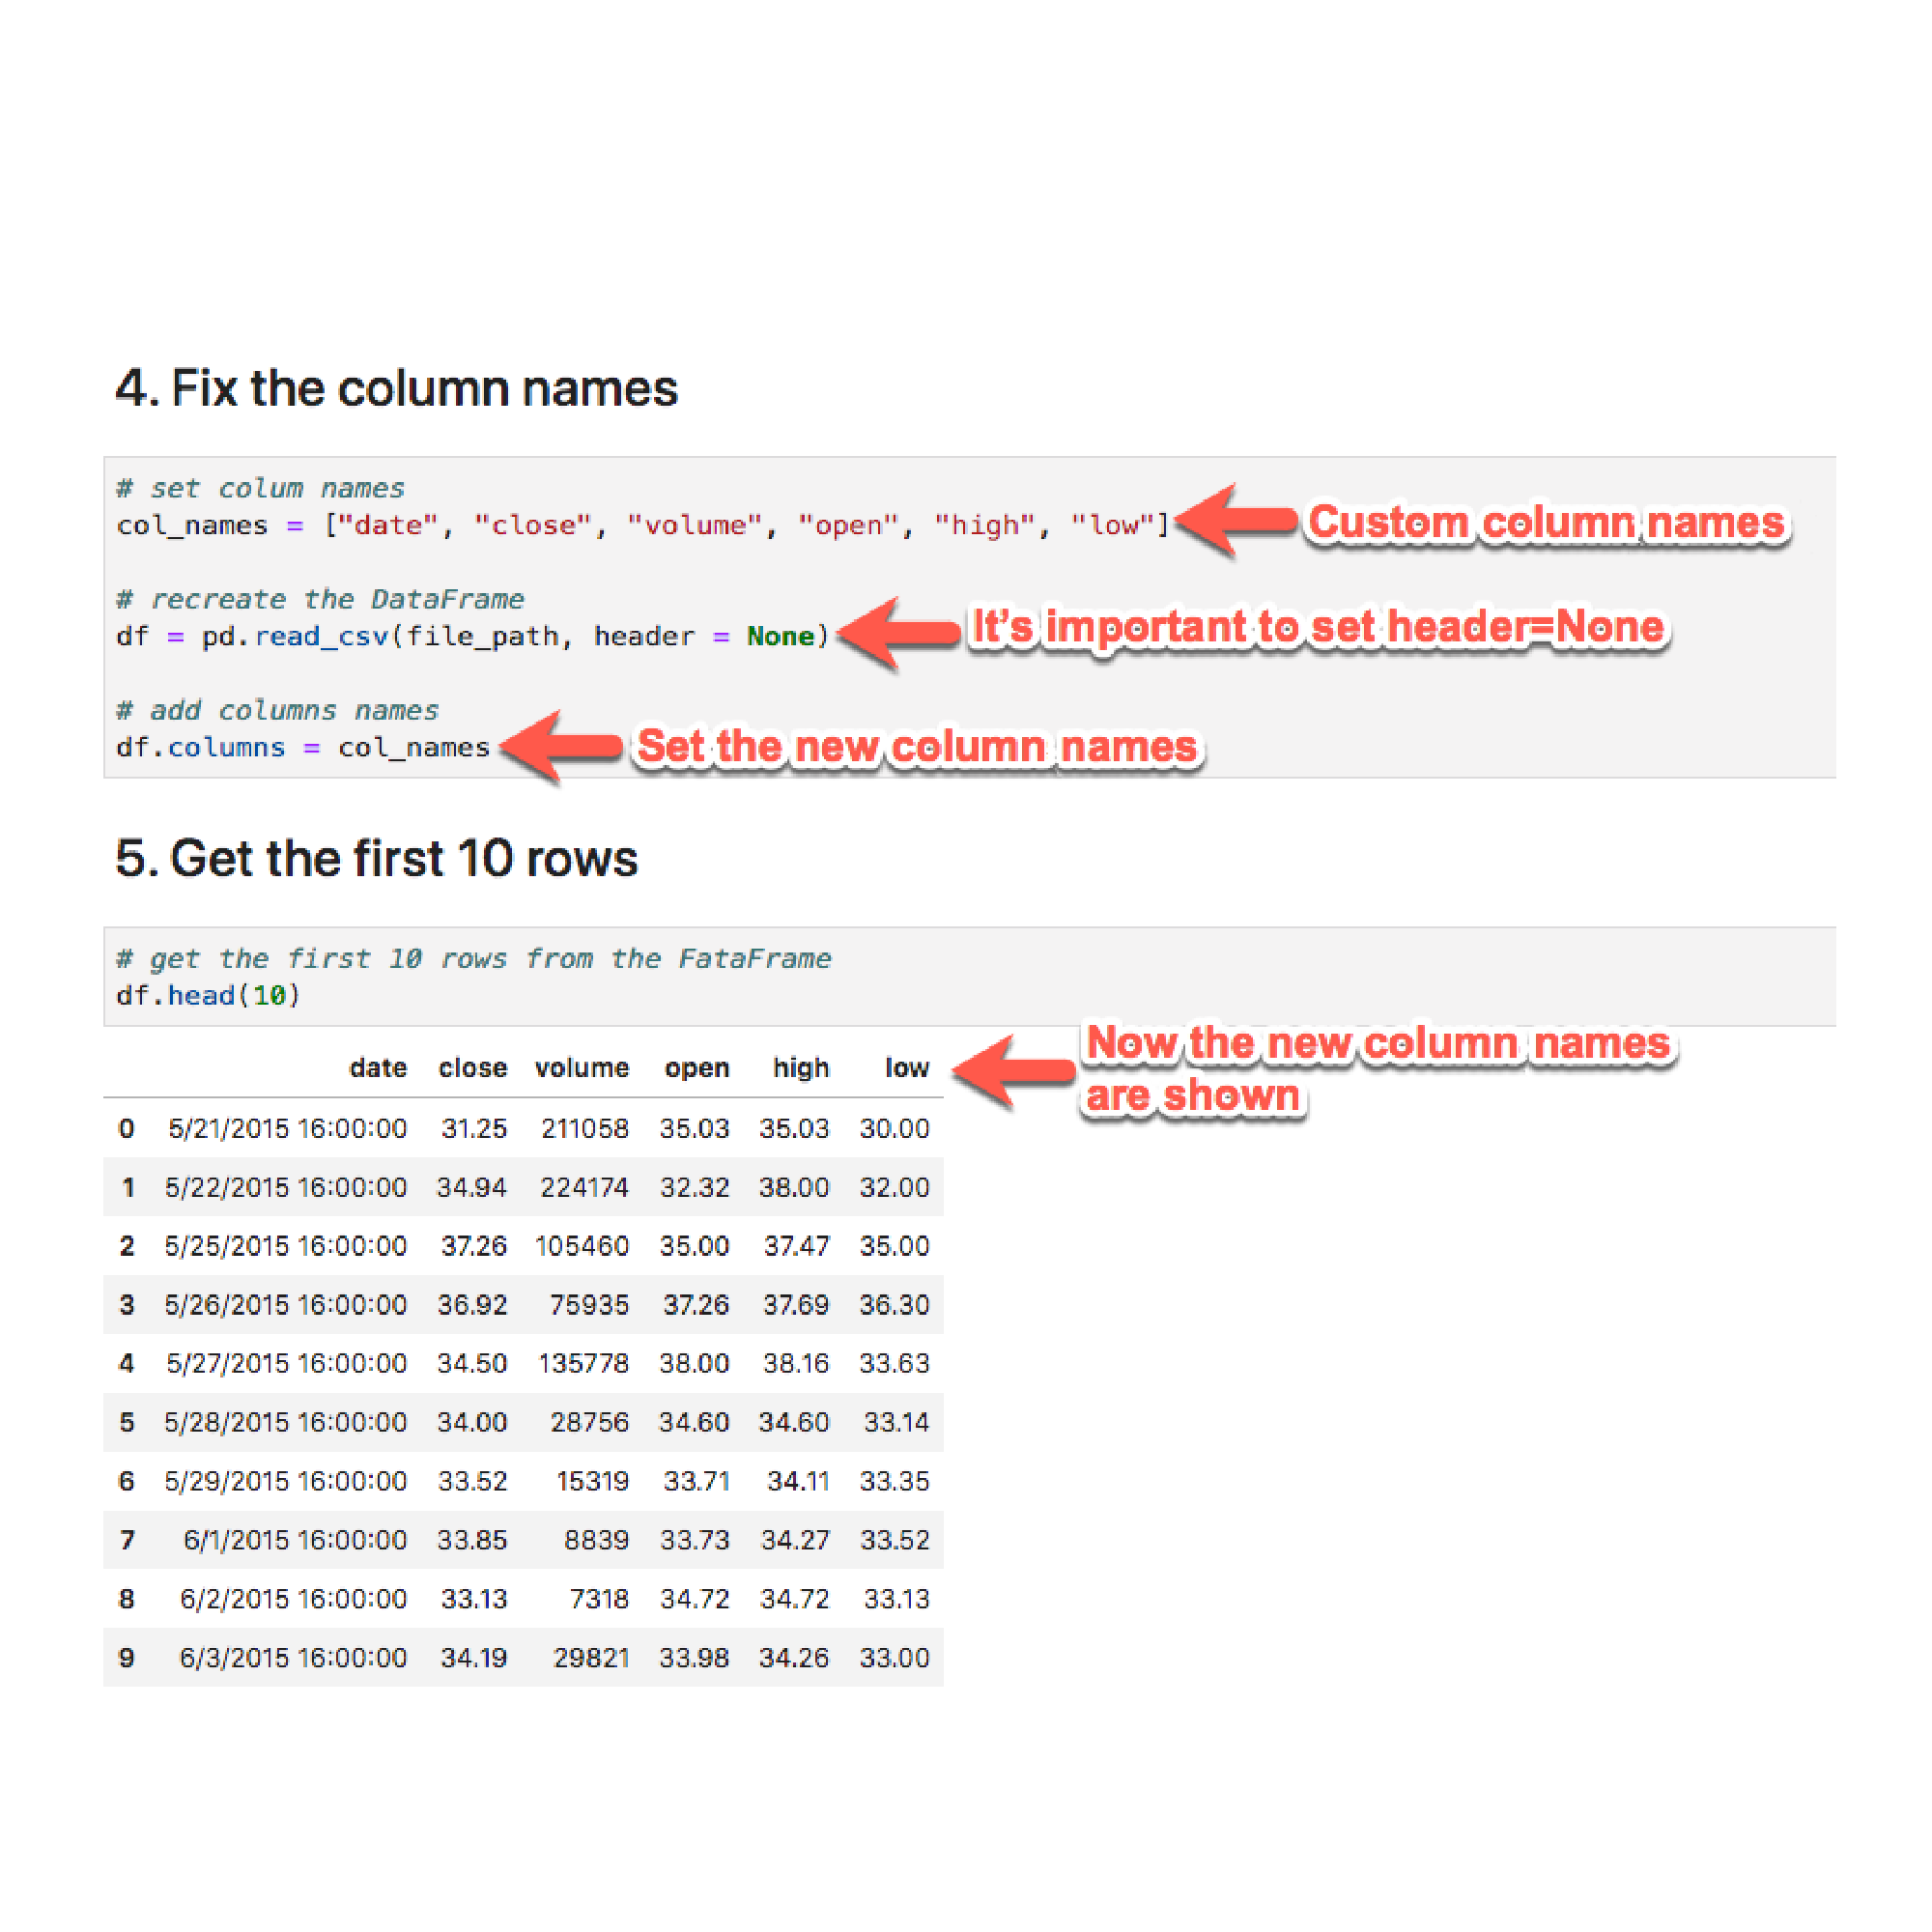 4. Fix the column names
# set colum names
col_names = ["date", "close", "volume", "open", "high", "low"]
Custom column names
# recreate the DataFrame
df = pd.read_csv(file_path, header = None)
It's important to set header=None
# add columns names
df.columns = col_names
Set the new column names
5. Get the first 10 rows
# get the first 10 rows from the FataFrame
df.head(10)
Now the new column names
are shown
date close volume open high low
0 5/21/2015 16:00:00 31.25 211058 35.03 35.03 30.00
1 5/22/2015 16:00:00 34.94 224174 32.32 38.00 32.00
2 5/25/2015 16:00:00 37.26 105460 35.00 37.47 35.00
3 5/26/2015 16:00:00 36.92 75935 37.26 37.69 36.30
4 5/27/2015 16:00:00 34.50 135778 38.00 38.16 33.63
5 5/28/2015 16:00:00 34.00 28756 34.60 34.60 33.14
6 5/29/2015 16:00:00 33.52 15319 33.71 34.11 33.35
7 6/1/2015 16:00:00 33.85 8839 33.73 34.27 33.52
8 6/2/2015 16:00:00 33.13 7318 34.72 34.72 33.13
9 6/3/2015 16:00:00 34.19 29821 33.98 34.26 33.00